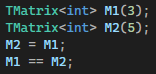 TMatrix<int> M1(3);
TMatrix<int> M2(5);
M2 = M1;
M1 == M2;